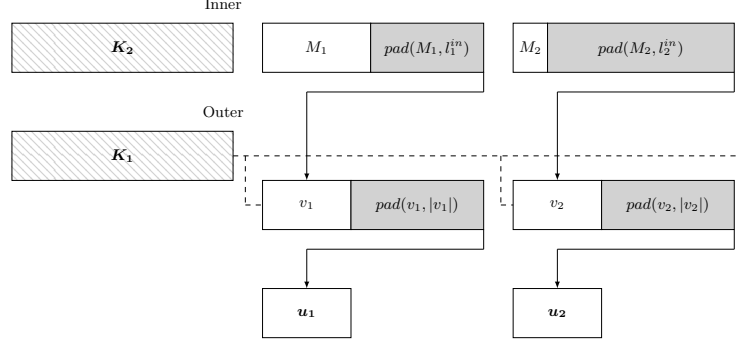 Inner
K₂ M₁ pad(M₁, l₁ⁱⁿ) M₂ pad(M₂, l₂ⁱⁿ)
Outer
K₁
v₁ pad(v₁, |v₁|) v₂ pad(v₂, |v₂|)
u₁ u₂